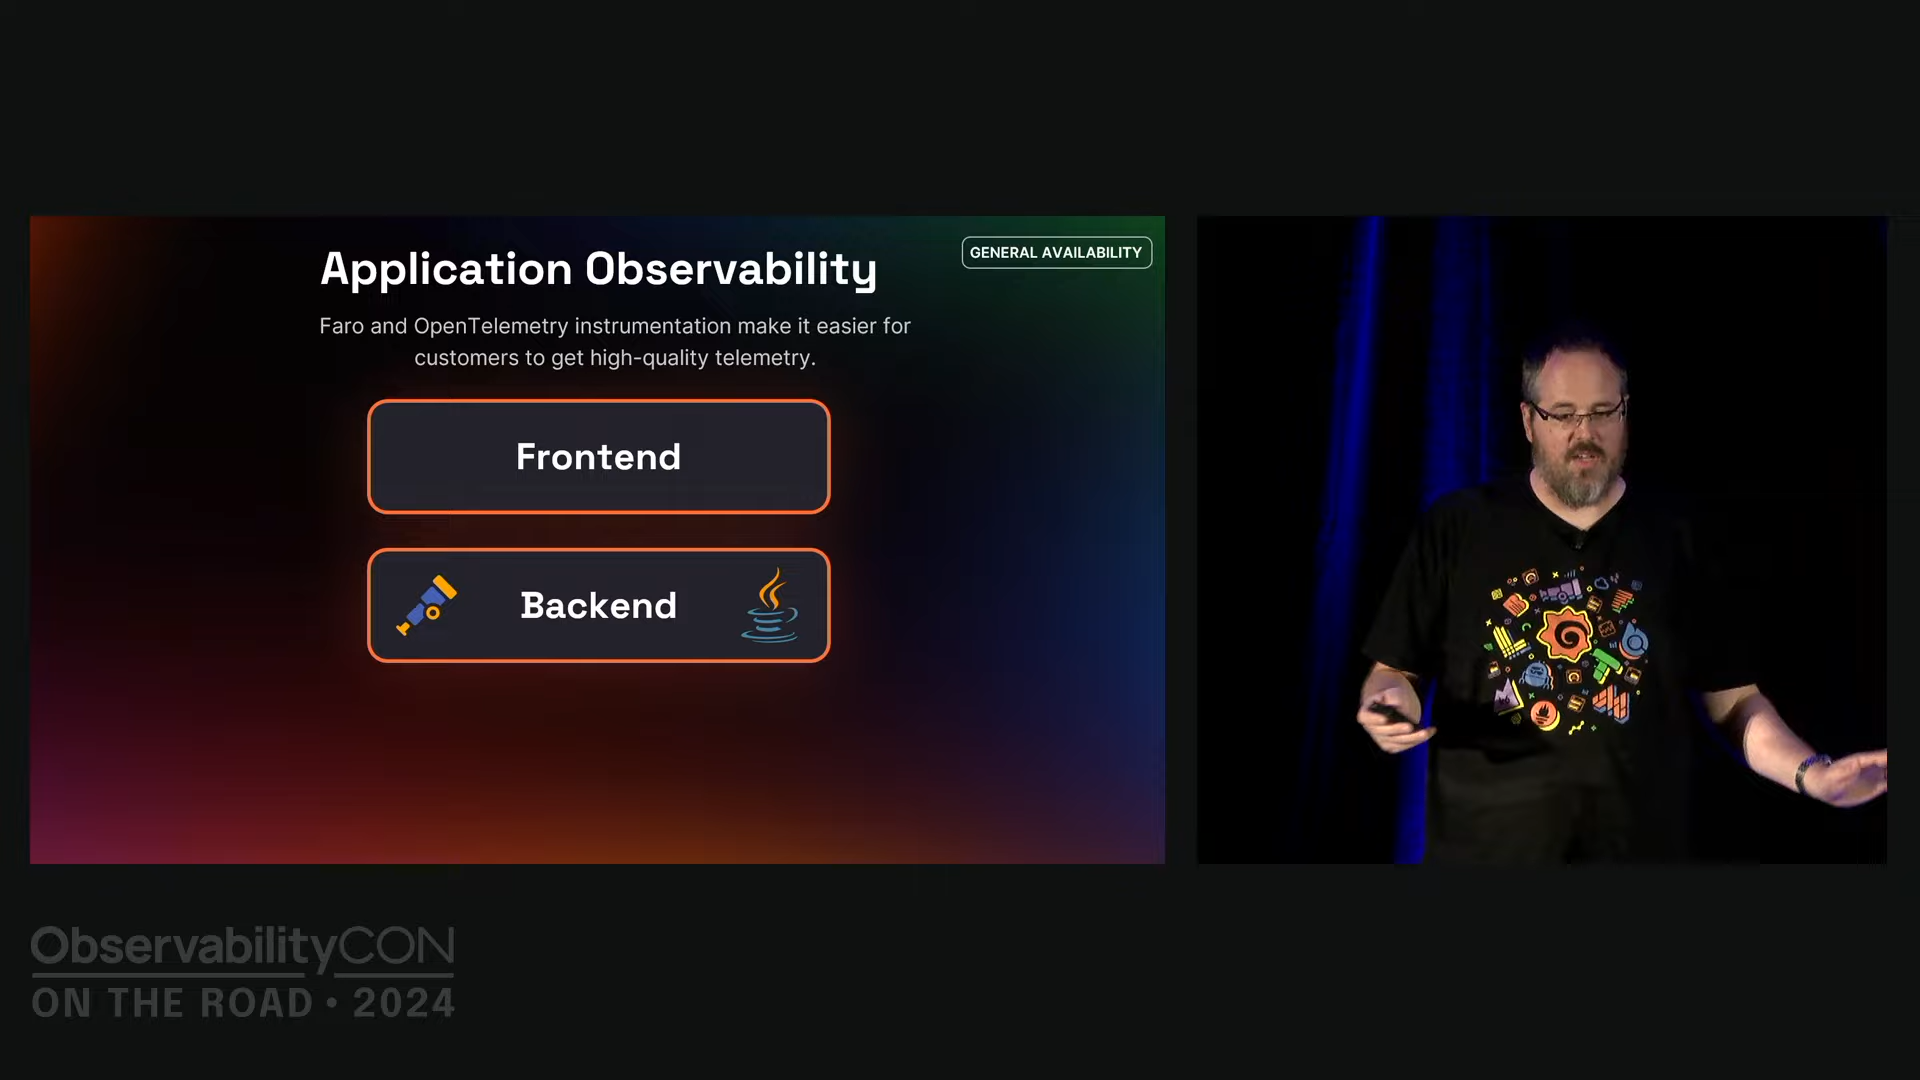 Application Observability
GENERAL AVAILABILITY
Faro and OpenTelemetry instrumentation make it easier for
customers to get high-quality telemetry.
Frontend
Backend
ObservabilityCON
ON THE ROAD • 2024